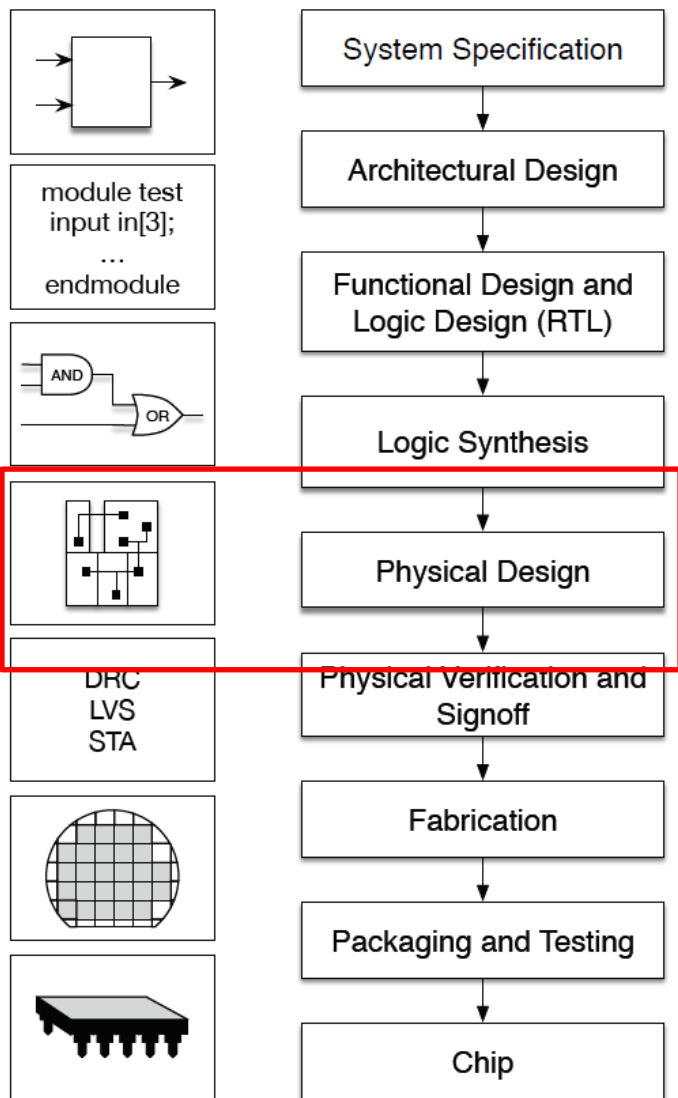 System Specification
Architectural Design
module test
input in[3];
...
endmodule
Functional Design and
Logic Design (RTL)
AND
OR
Logic Synthesis
Physical Design
DRC
LVS
STA
Physical Verification and
Signoff
Fabrication
Packaging and Testing
Chip